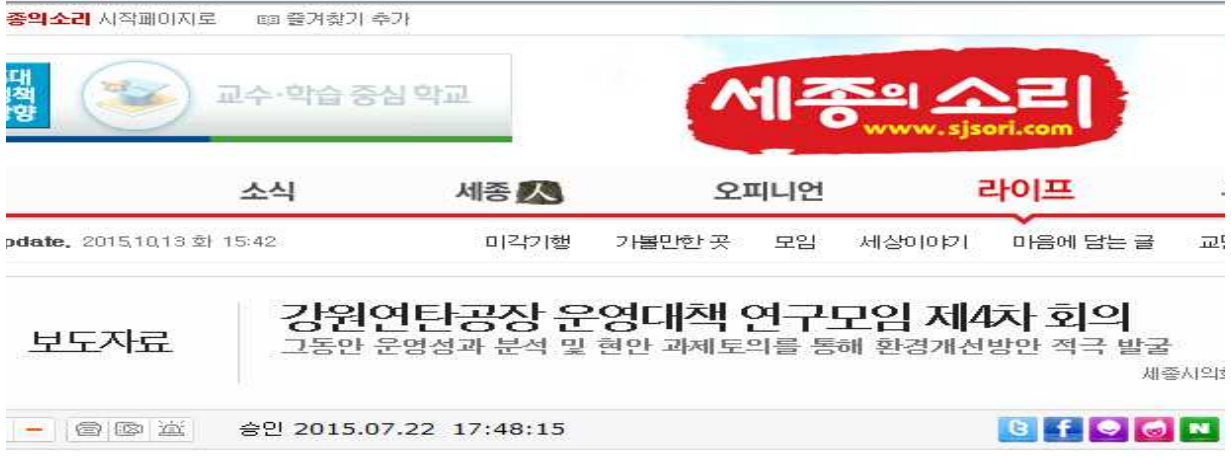 종의소리 시작페이지로 즐겨찾기 추가
교수·학습 중심 학교
세종의 소리
www.sjsori.com
소식 세종人 오피니언 라이프
pdate. 2015,10,13 화 15:42 미각기행 가볼만한 곳 모임 세상이야기 마음에 담는 글
보도자료
강원연탄공장 운영대책 연구모임 제4차 회의
그동안 운영성과 분석 및 현안 과제토의를 통해 환경개선방안 적극 발굴
세종시의회
승인 2015.07.22 17:48:15